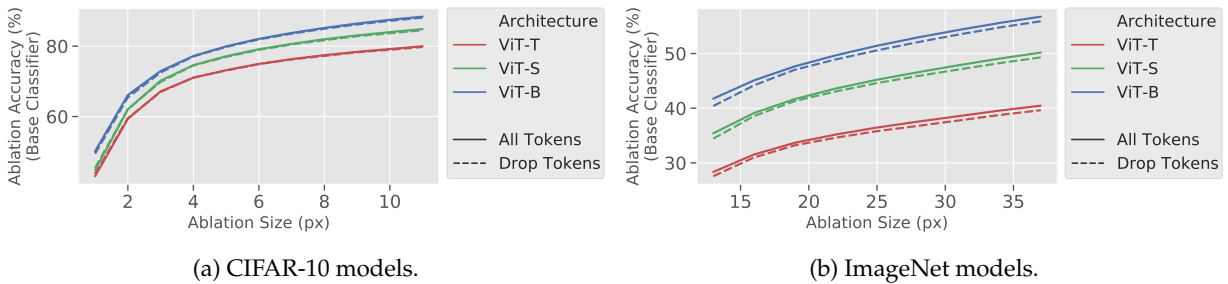 Ablation Accuracy (%)
(Base Classifier)
80
60
2
4
6
8
10
Ablation Size (px)
Architecture
ViT-T
ViT-S
ViT-B
All Tokens
Drop Tokens
(a) CIFAR-10 models.
Ablation Accuracy (%)
(Base Classifier)
50
40
30
15
20
25
30
35
Ablation Size (px)
Architecture
ViT-T
ViT-S
ViT-B
All Tokens
Drop Tokens
(b) ImageNet models.